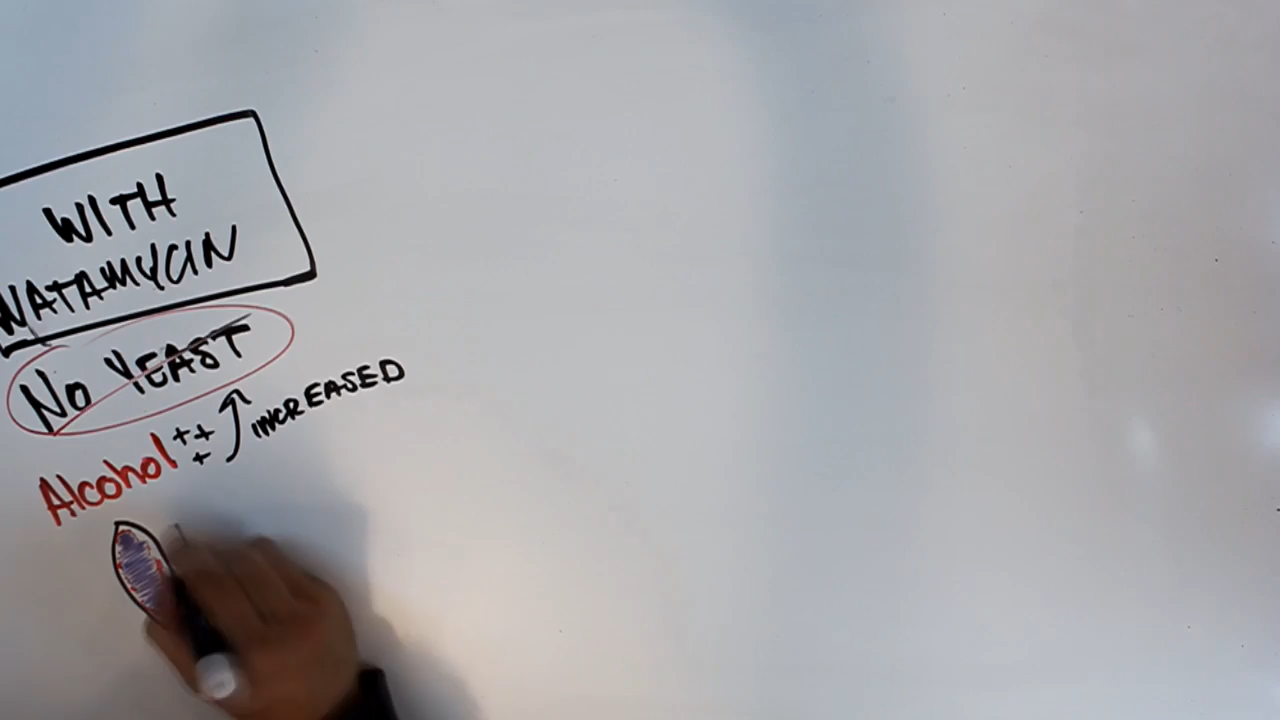 WITH
NATAMYCIN
No YEAST
Alcohol +++ INCREASED